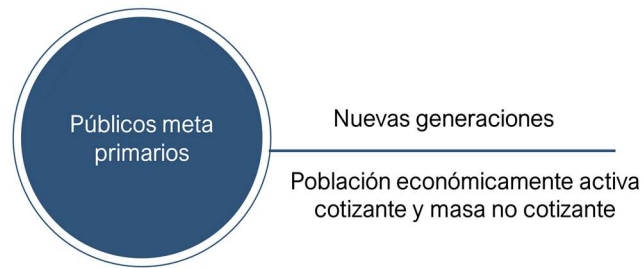 Públicos meta
primarios
Nuevas generaciones
Población económicamente activa
cotizante y masa no cotizante